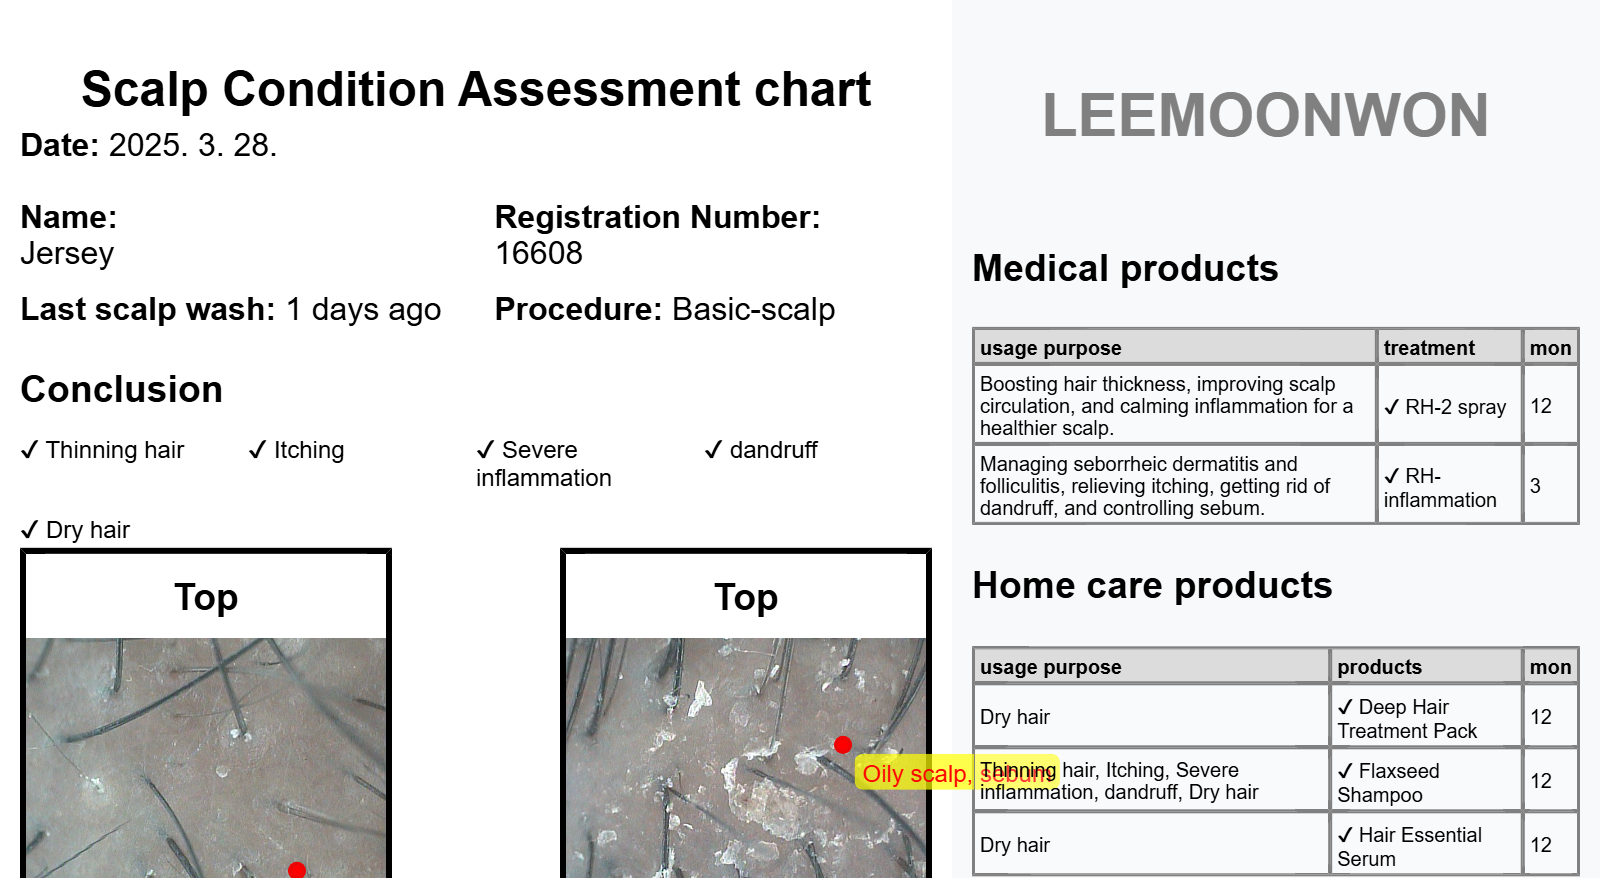 Scalp Condition Assessment chart
Date: 2025. 3. 28.
Name:
Jersey
Registration Number:
16608
Last scalp wash: 1 days ago
Procedure: Basic-scalp
Conclusion
✓ Thinning hair
✓ Itching
✓ Severe
inflammation
✓ dandruff
✓ Dry hair
Top
Top
Oily scalp, sebum
LEEMOONWON
Medical products
usage purpose treatment mon
Boosting hair thickness, improving scalp
circulation, and calming inflammation for a
healthier scalp.
✓ RH-2 spray
12
Managing seborrheic dermatitis and
folliculitis, relieving itching, getting rid of
dandruff, and controlling sebum.
✓ RH-
inflammation
3
Home care products
usage purpose products mon
Dry hair
✓ Deep Hair
Treatment Pack
12
Thinning hair, Itching, Severe
inflammation, dandruff, Dry hair
✓ Flaxseed
Shampoo
12
Dry hair
✓ Hair Essential
Serum
12